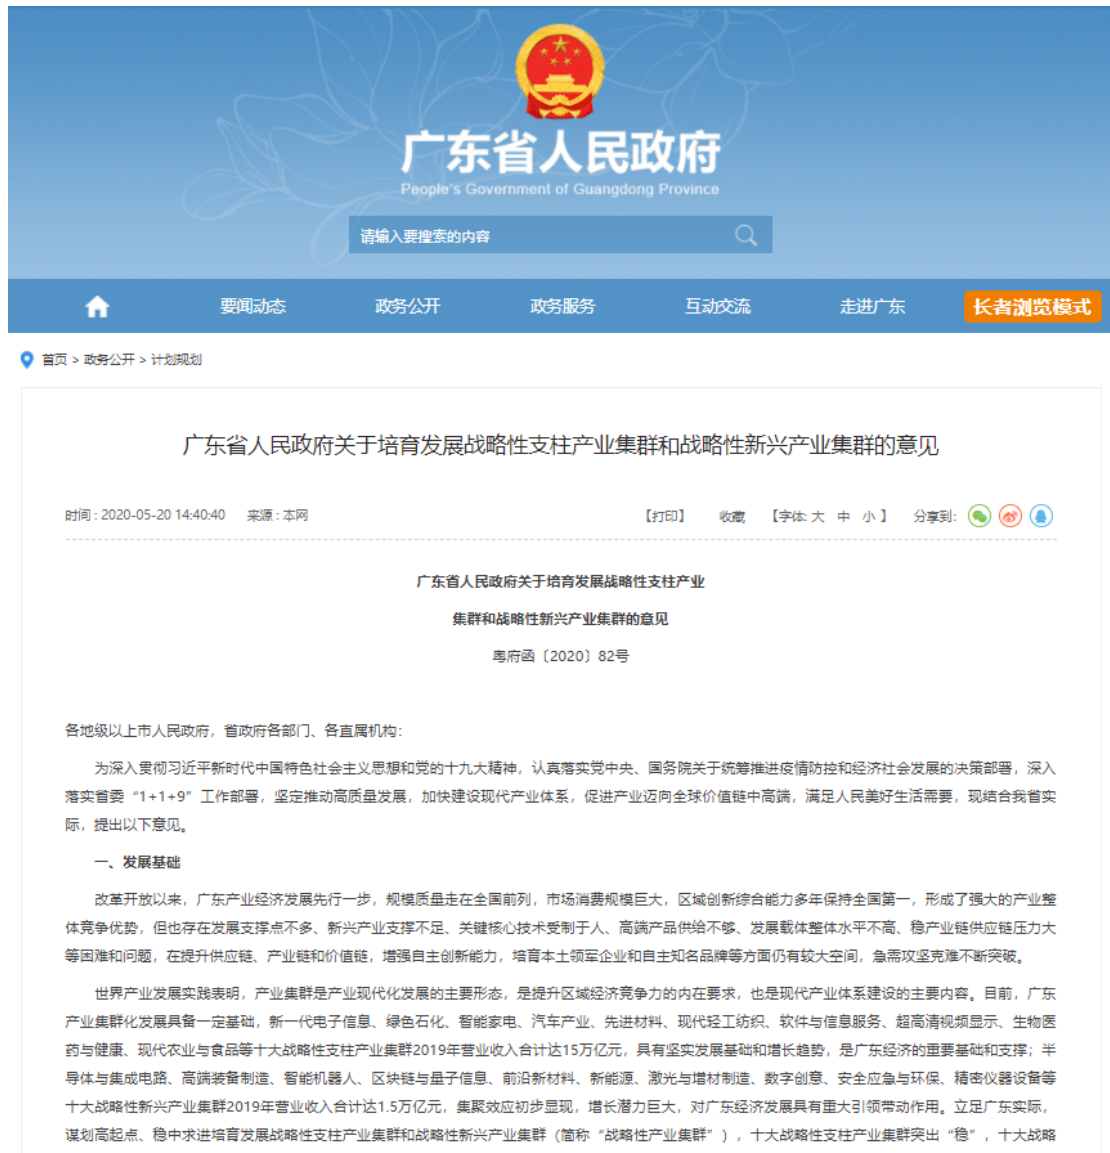 广东省人民政府
People's Government of Guangdong Province
请输入要搜索的内容
要闻动态 政务公开 政务服务 互动交流 走进广东 长者浏览模式
首页 > 政务公开 > 计划规划
广东省人民政府关于培育发展战略性支柱产业集群和战略性新兴产业集群的意见
时间 : 2020-05-20 14:40:40 来源 : 本网 【打印】 收藏 【字体: 大 中 小 】 分享到:
广东省人民政府关于培育发展战略性支柱产业
集群和战略性新兴产业集群的意见
粤府函〔2020〕82号
各地级以上市人民政府，省政府各部门、各直属机构：
为深入贯彻习近平新时代中国特色社会主义思想和党的十九大精神，认真落实党中央、国务院关于统筹推进疫情防控和经济社会发展的决策部署，深入
落实省委“1+1+9”工作部署，坚定推动高质量发展，加快建设现代产业体系，促进产业迈向全球价值链中高端，满足人民美好生活需要，现结合我省实
际，提出以下意见。
一、发展基础
改革开放以来，广东产业经济发展先行一步，规模质量走在全国前列，市场消费规模巨大，区域创新综合能力多年保持全国第一，形成了强大的产业整
体竞争优势，但也存在发展支撑点不多、新兴产业支撑不足、关键核心技术受制于人、高端产品供给不够、发展载体整体水平不高、稳产业链供应链压力大
等困难和问题，在提升供应链、产业链和价值链，增强自主创新能力，培育本土领军企业和自主知名品牌等方面仍有较大空间，急需攻坚克难不断突破。
世界产业发展实践表明，产业集群是产业现代化发展的主要形态，是提升区域经济竞争力的内在要求，也是现代产业体系建设的主要内容。目前，广东
产业集群化发展具备一定基础，新一代电子信息、绿色石化、智能家电、汽车产业、先进材料、现代轻工纺织、软件与信息服务、超高清视频显示、生物医
药与健康、现代农业与食品等十大战略性支柱产业集群2019年营业收入合计达15万亿元，具有坚实发展基础和增长趋势，是广东经济的重要基础和支撑；半
导体与集成电路、高端装备制造、智能机器人、区块链与量子信息、前沿新材料、新能源、激光与增材制造、数字创意、安全应急与环保、精密仪器设备等
十大战略性新兴产业集群2019年营业收入合计达1.5万亿元，集聚效应初步显现，增长潜力巨大，对广东经济发展具有重大引领带动作用。立足广东实际，
谋划高起点、稳中求进培育发展战略性支柱产业集群和战略性新兴产业集群（简称“战略性产业集群”），十大战略性支柱产业集群突出“稳”，十大战略